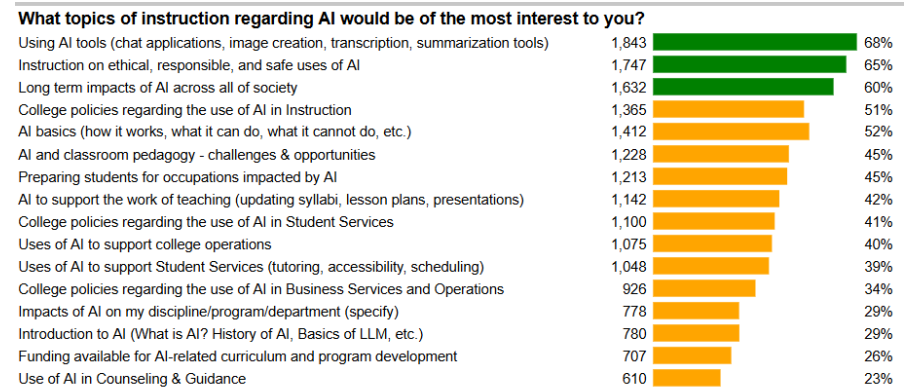 What topics of instruction regarding AI would be of the most interest to you?
Using AI tools (chat applications, image creation, transcription, summarization tools) 1,843 68%
Instruction on ethical, responsible, and safe uses of AI 1,747 65%
Long term impacts of AI across all of society 1,632 60%
College policies regarding the use of AI in Instruction 1,365 51%
AI basics (how it works, what it can do, what it cannot do, etc.) 1,412 52%
AI and classroom pedagogy - challenges & opportunities 1,228 45%
Preparing students for occupations impacted by AI 1,213 45%
AI to support the work of teaching (updating syllabi, lesson plans, presentations) 1,142 42%
College policies regarding the use of AI in Student Services 1,100 41%
Uses of AI to support college operations 1,075 40%
Uses of AI to support Student Services (tutoring, accessibility, scheduling) 1,048 39%
College policies regarding the use of AI in Business Services and Operations 926 34%
Impacts of AI on my discipline/program/department (specify) 778 29%
Introduction to AI (What is AI? History of AI, Basics of LLM, etc.) 780 29%
Funding available for AI-related curriculum and program development 707 26%
Use of AI in Counseling & Guidance 610 23%